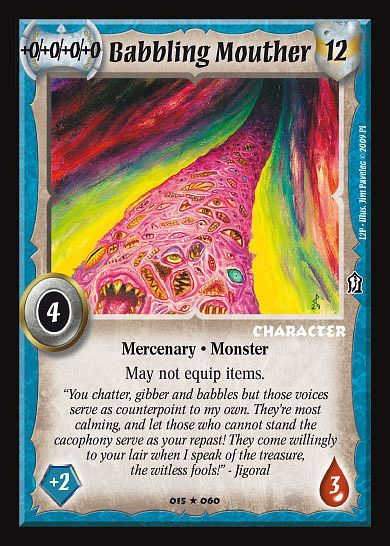 +0/+0/+0/+0 Babbling Mouther 12
L2P • Illus. Jim Pavelec © 2009 PI
4
CHARACTER
Mercenary • Monster
May not equip items.
“You chatter, gibber and babbles but those voices
serve as counterpoint to my own. They’re most
calming, and let those who cannot stand the
cacophony serve as your repast! They come willingly
to your lair when I speak of the treasure,
the witless fools!” - Jigoral
+2
3
015 ★ 060